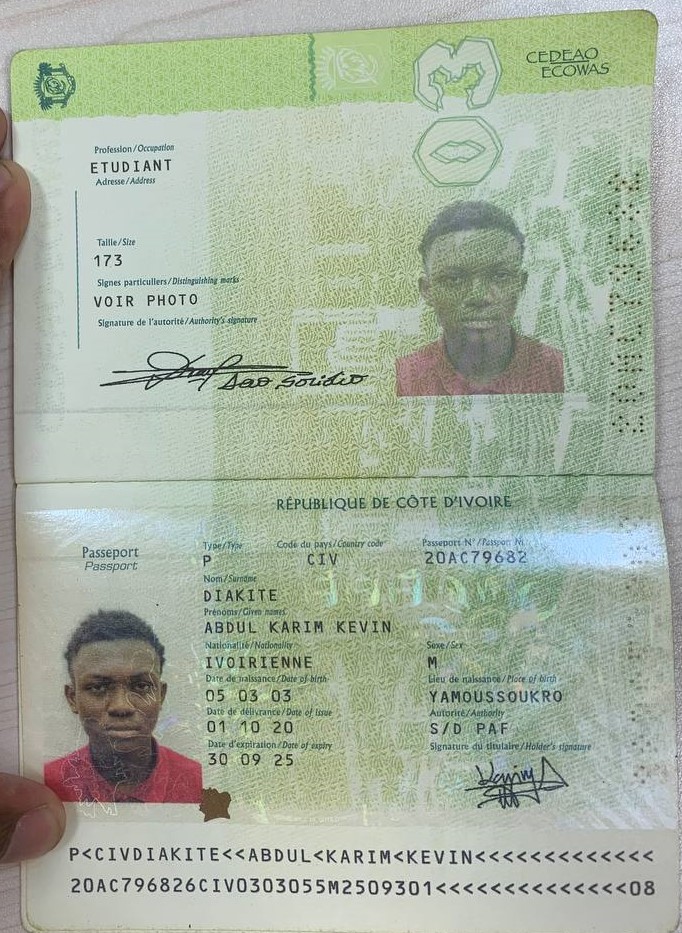 CEDEAO
ECOWAS
Profession/Occupation
ETUDIANT
Adresse/Address
Taille/Size
173
Signes particuliers/Distinguishing marks
VOIR PHOTO
Signature de l'autorité/Authority's signature
RÉPUBLIQUE DE CÔTE D'IVOIRE
Passeport
Passport
Type/Type
Code du pays/Country code
Passeport N°/Passport N.
P
CIV
20AC79682
Nom/Surname
DIAKITE
Prénoms/Given names
ABDUL KARIM KEVIN
Nationalité/Nationality
Sexe/Sex
IVOIRIENNE
M
Date de naissance/Date of birth
Lieu de naissance/Place of birth
05 03 03
YAMOUSSOUKRO
Date de délivrance/Date of issue
Autorité/Authority
01 10 20
S/D PAF
Date d'expiration/Date of expiry
Signature du titulaire/Holder's signature
30 09 25
P<CIVDIAKITE<<ABDUL<KARIM<KEVIN<<<<<<<<<<<<<
20AC796826CIV0303055M2509301<<<<<<<<<<<<<<08